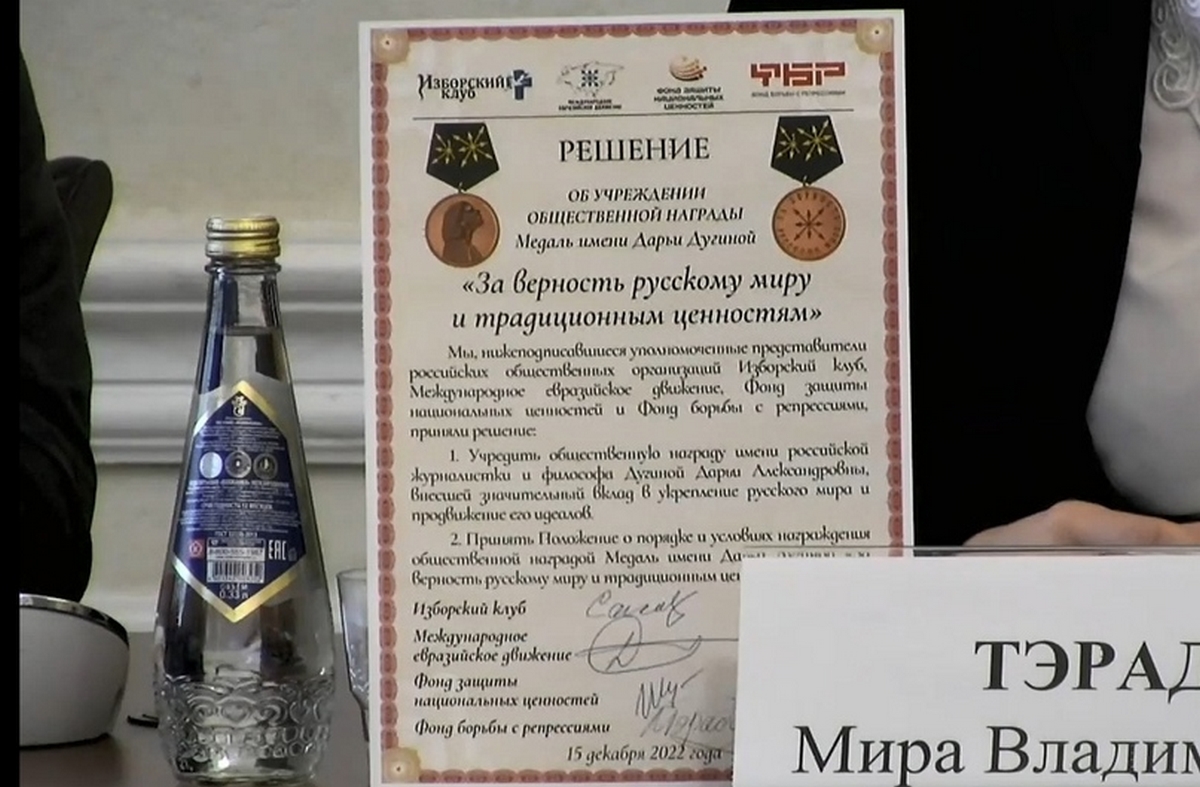 Изборский
клуб
МЕЖДУНАРОДНОЕ
ЕВРАЗИЙСКОЕ ДВИЖЕНИЕ
ФОНД ЗАЩИТЫ
НАЦИОНАЛЬНЫХ
ЦЕННОСТЕЙ
ФБР
ФОНД БОРЬБЫ С РЕПРЕССИЯМИ
РЕШЕНИЕ
ОБ УЧРЕЖДЕНИИ
ОБЩЕСТВЕННОЙ НАГРАДЫ
Медаль имени Дарьи Дугиной
«За верность русскому миру
и традиционным ценностям»
Мы, нижеподписавшиеся уполномоченные представители
российских общественных организаций Изборский клуб,
Международное евразийское движение, Фонд защиты
национальных ценностей и Фонд борьбы с репрессиями,
приняли решение:
1. Учредить общественную награду имени российской
журналистки и философа Дугиной Дарьи Александровны,
внесшей значительный вклад в укрепление русского мира и
продвижение его идеалов.
2. Принять Положение о порядке и условиях награждения
общественной наградой Медаль имени
верность русскому миру и традиционным
Изборский клуб
Международное
евразийское движение
Фонд защиты
национальных ценностей
Фонд борьбы с репрессиями
15 декабря 2022 года
ЕАС
ОБЪЕМ
0.33 л
ТЭРАД
Мира Владим